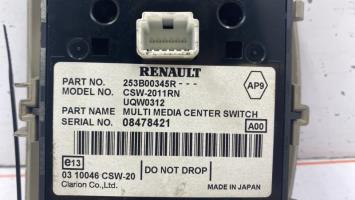 RENAULT
PART NO. 253B00345R - - -
MODEL NO. CSW-2011RN
UQW0312
AP9
PART NAME MULTI MEDIA CENTER SWITCH
SERIAL NO. 08478421
A00
e13
03 10046 CSW-20
DO NOT DROP
Clarion Co.,Ltd.
MADE IN JAPAN